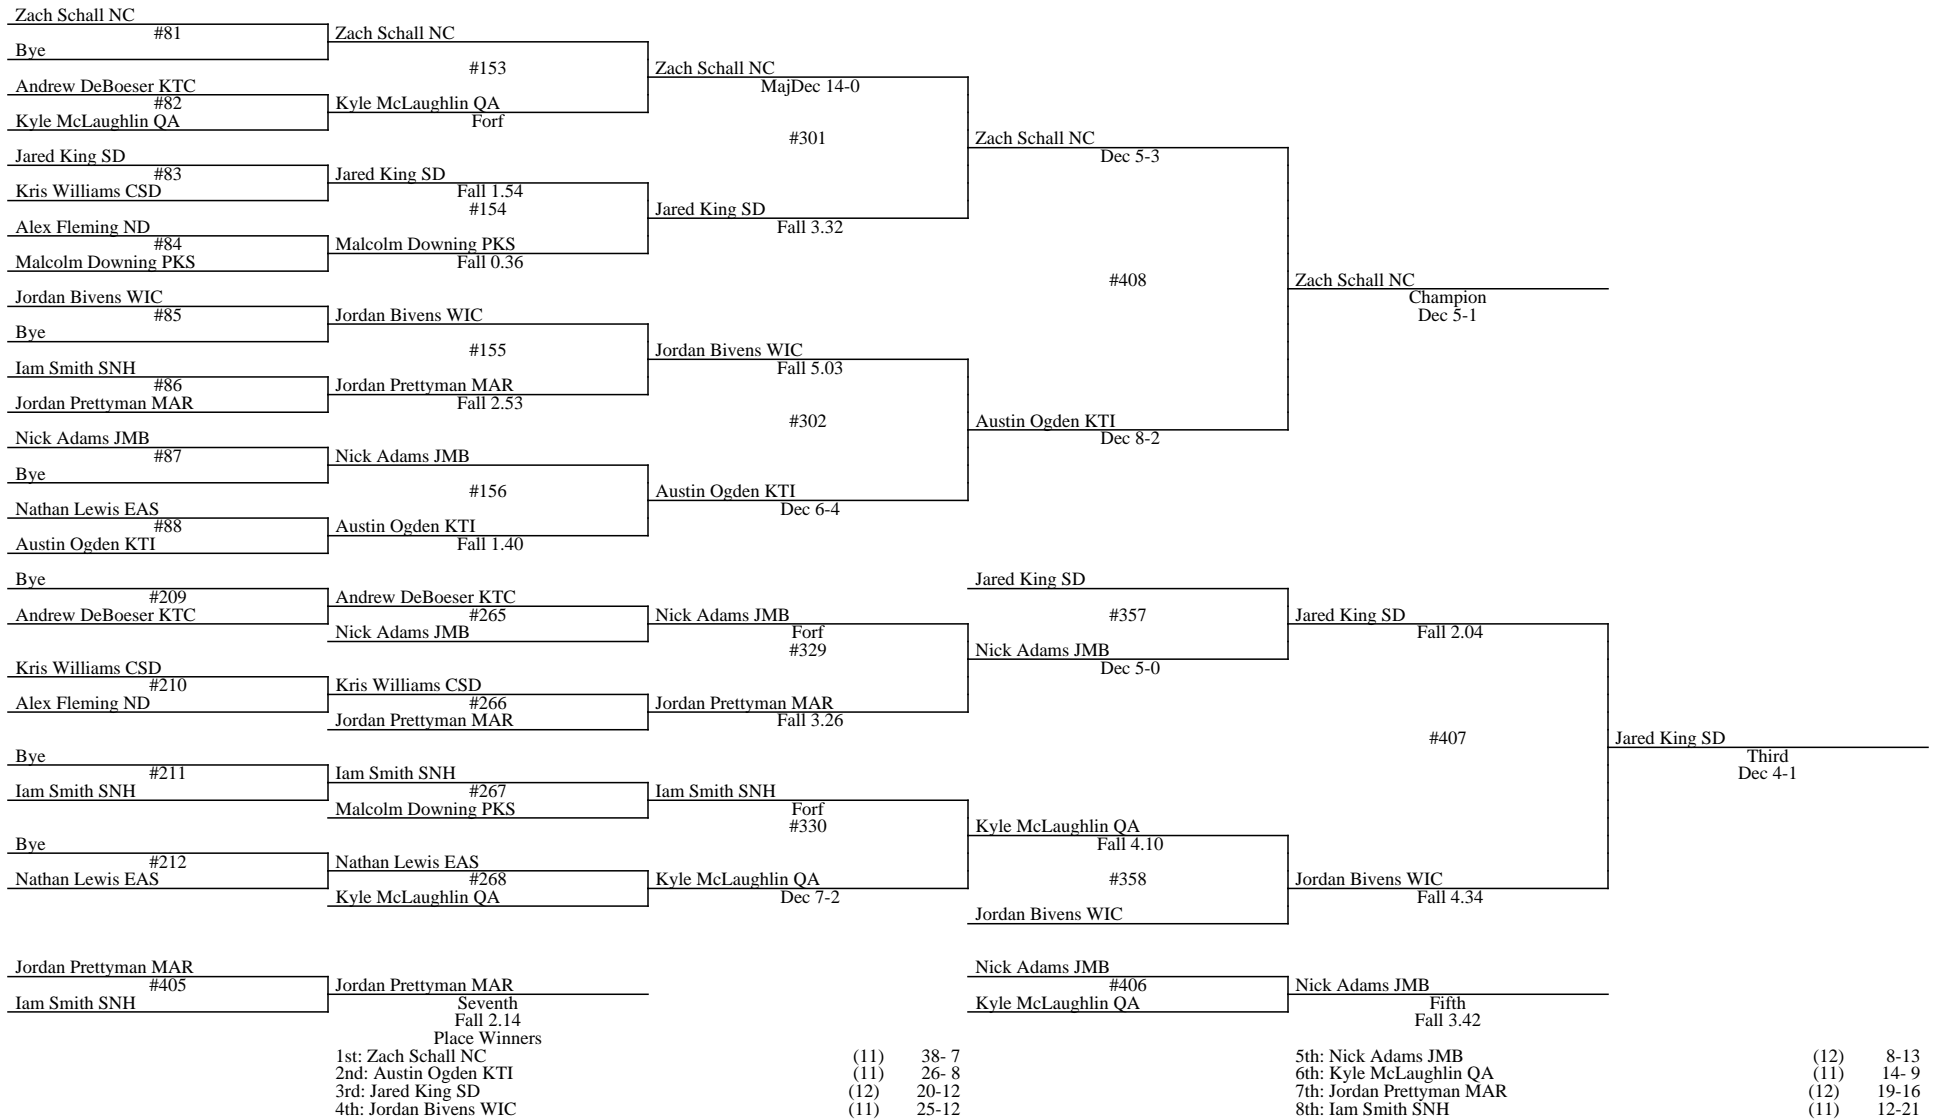 Zach Schall NC
#81
Bye
Zach Schall NC
#153
Andrew DeBoeser KTC
#82
Kyle McLaughlin QA
Kyle McLaughlin QA
Forf
Zach Schall NC
MajDec 14-0
#301
Jared King SD
#83
Kris Williams CSD
Jared King SD
Fall 1.54
#154
Alex Fleming ND
#84
Malcolm Downing PKS
Malcolm Downing PKS
Fall 0.36
Jared King SD
Fall 3.32
Zach Schall NC
Dec 5-3
#408
Jordan Bivens WIC
#85
Bye
Jordan Bivens WIC
#155
Iam Smith SNH
#86
Jordan Prettyman MAR
Jordan Prettyman MAR
Fall 2.53
Jordan Bivens WIC
Fall 5.03
#302
Nick Adams JMB
#87
Bye
Nick Adams JMB
#156
Nathan Lewis EAS
#88
Austin Ogden KTI
Austin Ogden KTI
Fall 1.40
Austin Ogden KTI
Dec 6-4
Austin Ogden KTI
Dec 8-2
Zach Schall NC
Champion
Dec 5-1
Bye
#209
Andrew DeBoeser KTC
Andrew DeBoeser KTC
#265
Nick Adams JMB
Nick Adams JMB
Forf
#329
Kris Williams CSD
#210
Alex Fleming ND
Kris Williams CSD
#266
Jordan Prettyman MAR
Jordan Prettyman MAR
Fall 3.26
Jared King SD
#357
Nick Adams JMB
Dec 5-0
Jared King SD
Fall 2.04
#407
Bye
#211
Iam Smith SNH
Iam Smith SNH
#267
Malcolm Downing PKS
Iam Smith SNH
Forf
#330
Bye
#212
Nathan Lewis EAS
Nathan Lewis EAS
#268
Kyle McLaughlin QA
Kyle McLaughlin QA
Dec 7-2
Kyle McLaughlin QA
Fall 4.10
#358
Jordan Bivens WIC
Jordan Bivens WIC
Fall 4.34
Jared King SD
Third
Dec 4-1
Jordan Prettyman MAR
#405
Iam Smith SNH
Jordan Prettyman MAR
Seventh
Fall 2.14
Nick Adams JMB
#406
Kyle McLaughlin QA
Nick Adams JMB
Fifth
Fall 3.42
Place Winners
1st: Zach Schall NC (11) 38- 7
2nd: Austin Ogden KTI (11) 26- 8
3rd: Jared King SD (12) 20-12
4th: Jordan Bivens WIC (11) 25-12
5th: Nick Adams JMB (12) 8-13
6th: Kyle McLaughlin QA (11) 14- 9
7th: Jordan Prettyman MAR (12) 19-16
8th: Iam Smith SNH (11) 12-21